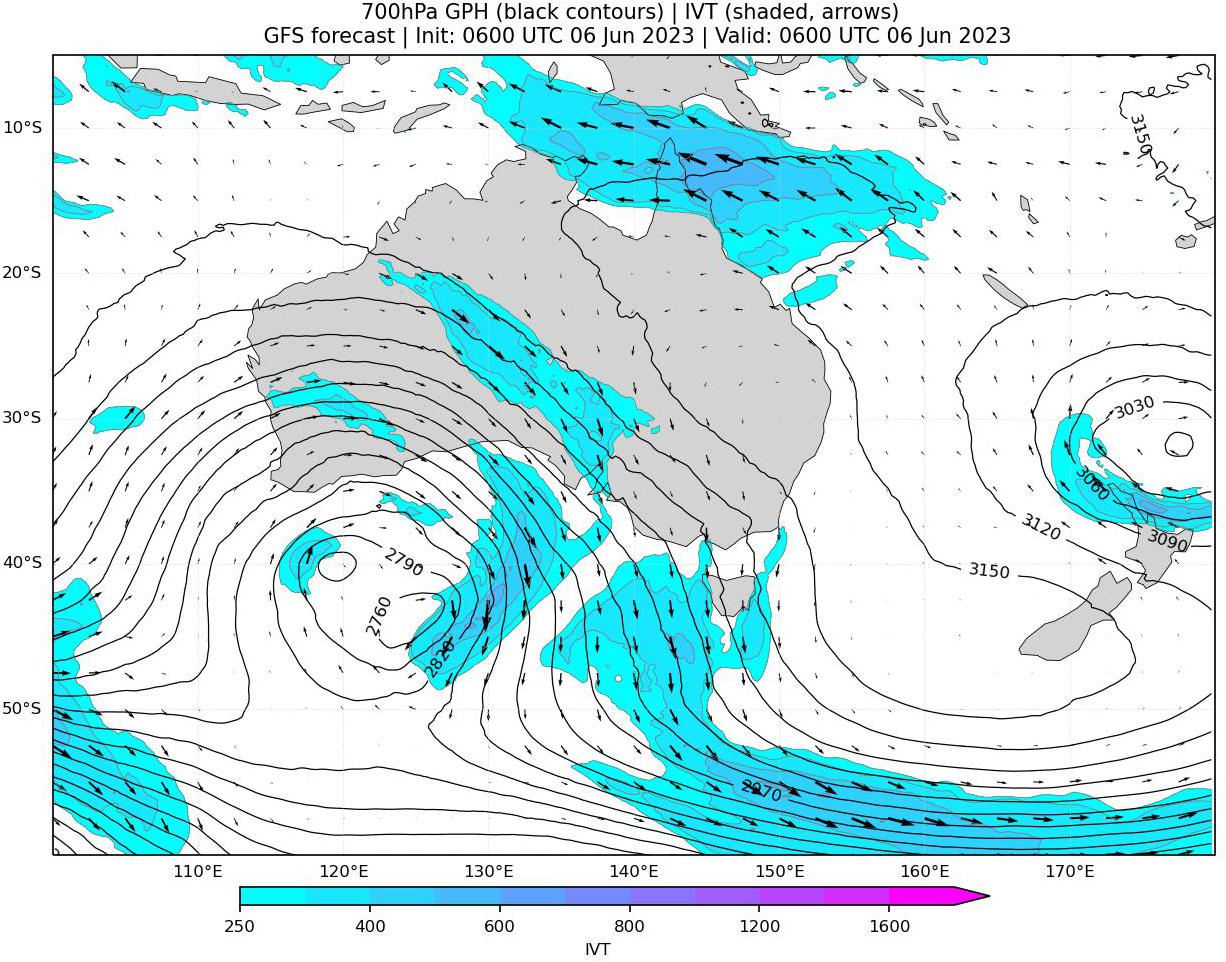 700hPa GPH (black contours) | IVT (shaded, arrows)
GFS forecast | Init: 0600 UTC 06 Jun 2023 | Valid: 0600 UTC 06 Jun 2023
10°S
20°S
30°S
40°S
50°S
3150
3030
3060
3120
3090
3150
2790
2760
2820
2970
110°E 120°E 130°E 140°E 150°E 160°E 170°E
250 400 600 800 1200 1600
IVT